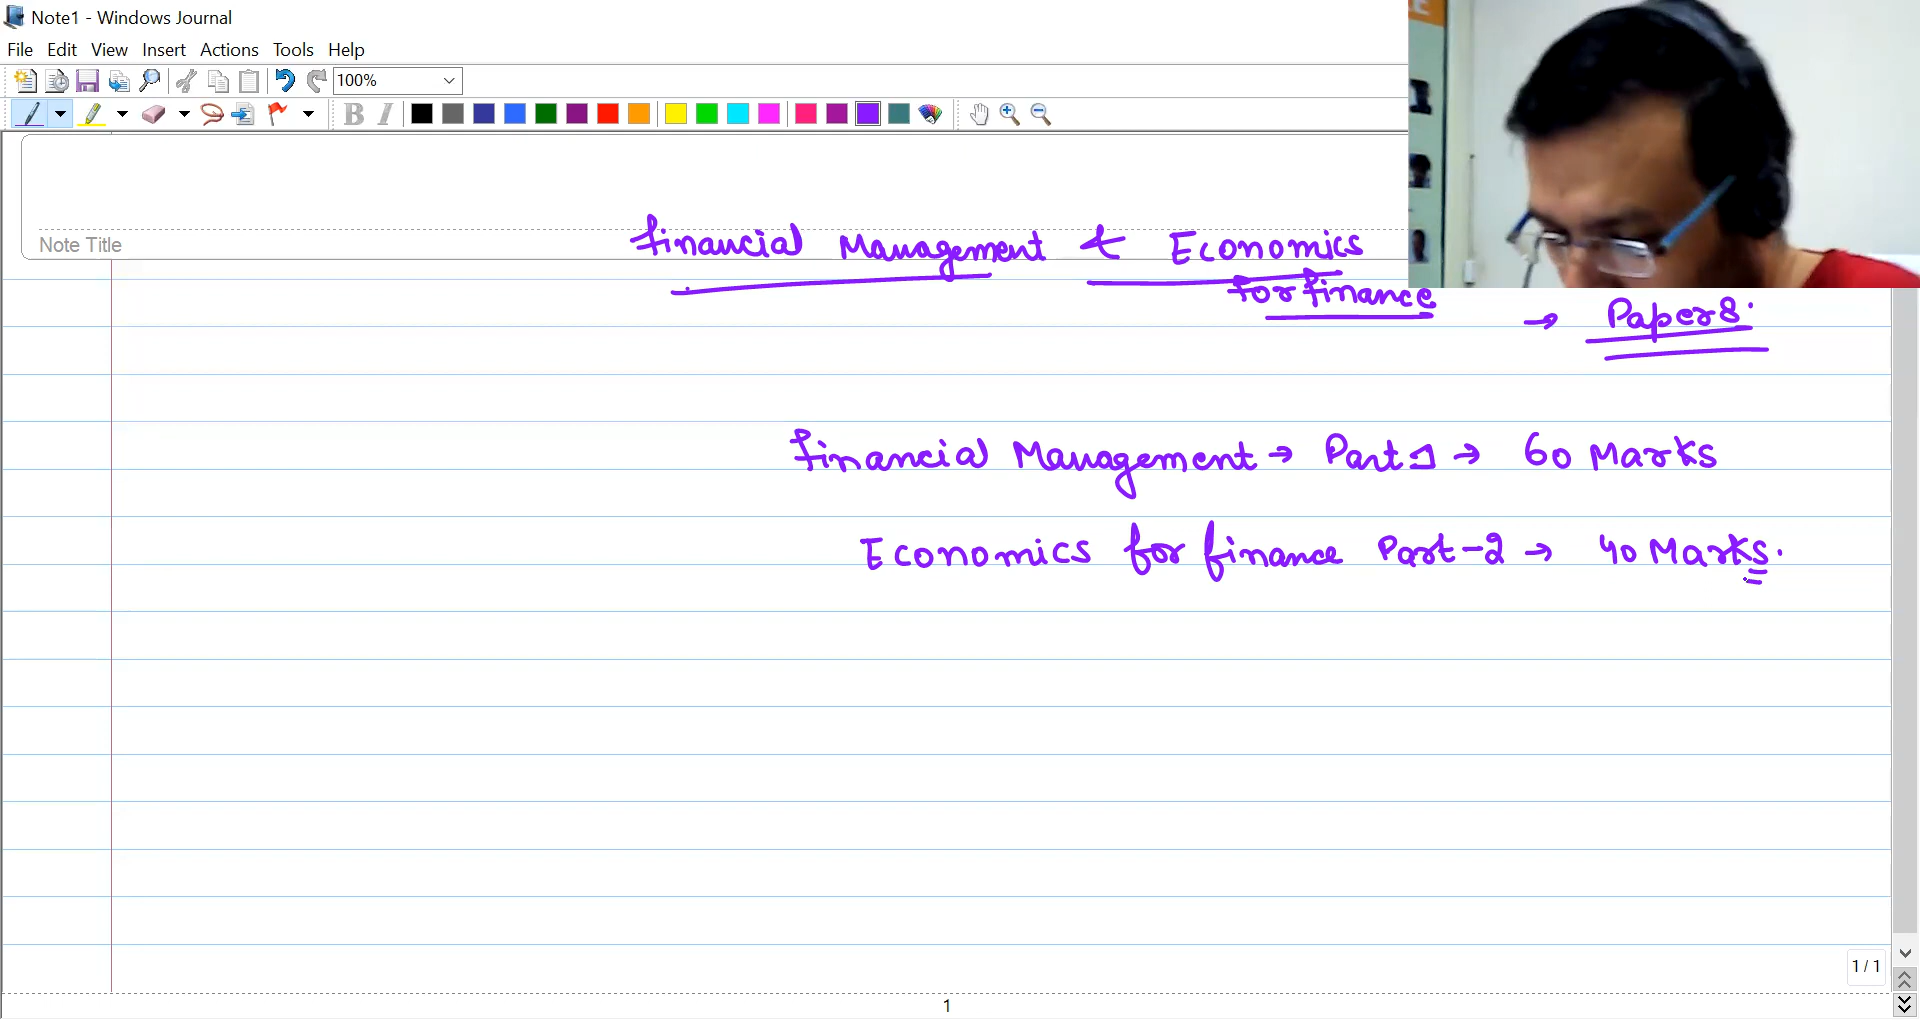 Note1 - Windows Journal
File Edit View Insert Actions Tools Help
100%
B I
Note Title
Financial Management & Economics
for finance
→ Paper 8.
Financial Management → Part 1 → 60 Marks
Economics for finance Part-2 → 40 Marks.
1 / 1
1